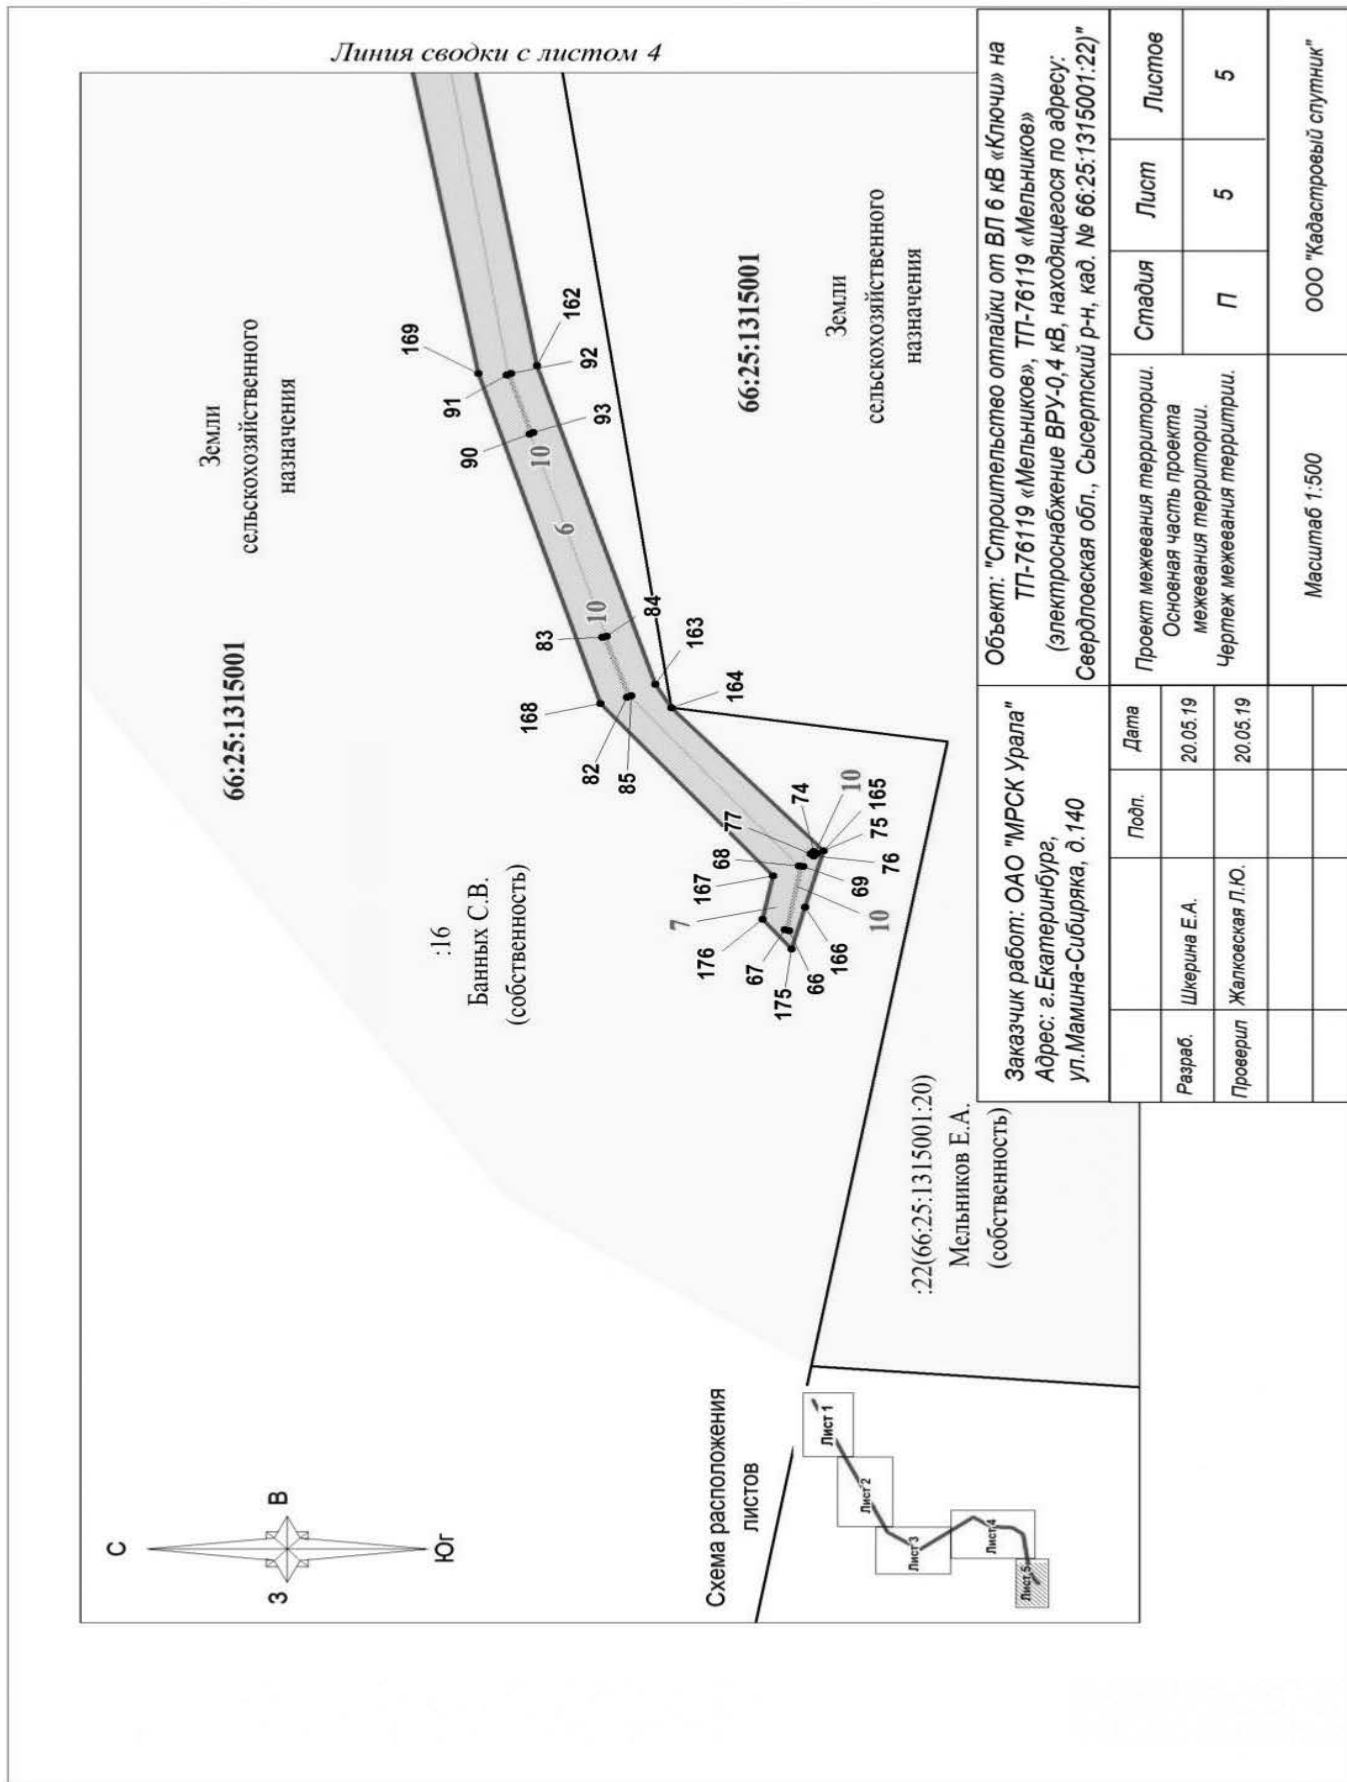 Линия сводки с листом 4
С
З
В
Юг
Земли
сельскохозяйственного
назначения
66:25:1315001
:16
Банных С.В.
(собственность)
169
91
90
162
92
93
10
6
10
83
84
168
163
164
82
85
77
74
10
68
167
7
176
67
175
66
166
10
69
76
75
165
66:25:1315001
Земли
сельскохозяйственного
назначения
:22(66:25:1315001:20)
Мельников Е.А.
(собственность)
Схема расположения
листов
Лист 1
Лист 2
Лист 3
Лист 4
Лист 5
Заказчик работ: ОАО "МРСК Урала"
Адрес: г.Екатеринбург,
ул.Мамина-Сибиряка, д.140
Объект: "Строительство отпайки от ВЛ 6 кВ «Ключи» на
ТП-76119 «Мельников», ТП-76119 «Мельников»
(электроснабжение ВРУ-0,4 кВ, находящегося по адресу:
Свердловская обл., Сысертский р-н, кад. № 66:25:1315001:22)"
Подп.
Дата
Разраб.
Шкерина Е.А.
20.05.19
Проверил
Жалковская Л.Ю.
20.05.19
Проект межевания территории.
Основная часть проекта
межевания территории.
Чертеж межевания территрии.
Стадия
Лист
Листов
П
5
5
Масштаб 1:500
ООО "Кадастровый спутник"